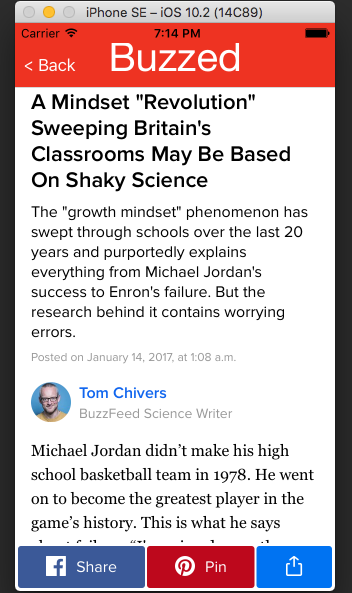 iPhone SE – iOS 10.2 (14C89)
Carrier 7:14 PM
< Back Buzzed
A Mindset "Revolution"
Sweeping Britain's
Classrooms May Be Based
On Shaky Science
The "growth mindset" phenomenon has
swept through schools over the last 20
years and purportedly explains
everything from Michael Jordan's
success to Enron's failure. But the
research behind it contains worrying
errors.
Posted on January 14, 2017, at 1:08 a.m.
Tom Chivers
BuzzFeed Science Writer
Michael Jordan didn’t make his high
school basketball team in 1978. He went
on to become the greatest player in the
game’s history. This is what he says
Share Pin